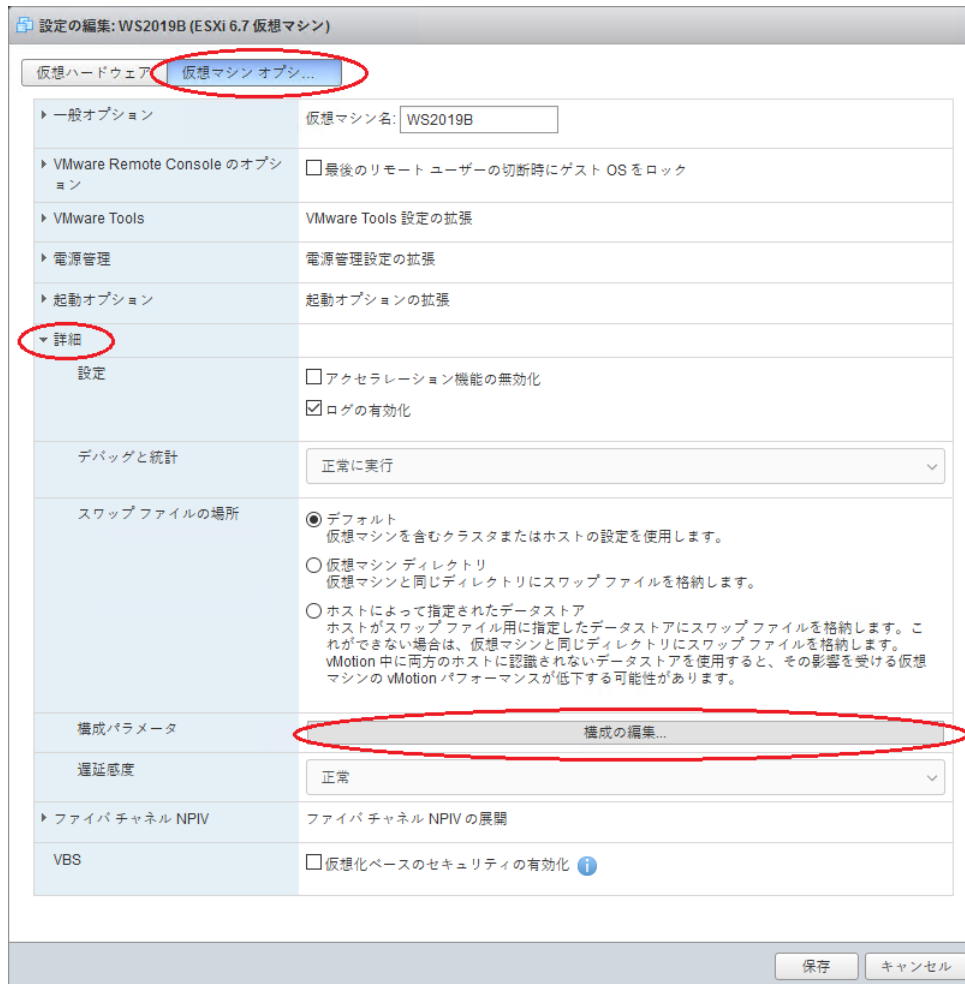 設定の編集: WS2019B (ESXi 6.7 仮想マシン)
仮想ハードウェア
仮想マシン オプシ...
一般オプション
仮想マシン名: WS2019B
VMware Remote Console のオプシ
ョン
最後のリモート ユーザーの切断時にゲスト OS をロック
VMware Tools
VMware Tools 設定の拡張
電源管理
電源管理設定の拡張
起動オプション
起動オプションの拡張
詳細
設定
アクセラレーション機能の無効化
ログの有効化
デバッグと統計
正常に実行
スワップ ファイルの場所
デフォルト
仮想マシンを含むクラスタまたはホストの設定を使用します。
仮想マシン ディレクトリ
仮想マシンと同じディレクトリにスワップ ファイルを格納します。
ホストによって指定されたデータストア
ホストがスワップ ファイル用に指定したデータストアにスワップ ファイルを格納します。こ
れができない場合は、仮想マシンと同じディレクトリにスワップ ファイルを格納します。
vMotion 中に両方のホストに認識されないデータストアを使用すると、その影響を受ける仮想
マシンの vMotion パフォーマンスが低下する可能性があります。
構成パラメータ
構成の編集...
遅延感度
正常
ファイバ チャネル NPIV
ファイバ チャネル NPIV の展開
VBS
仮想化ベースのセキュリティの有効化
保存
キャンセル